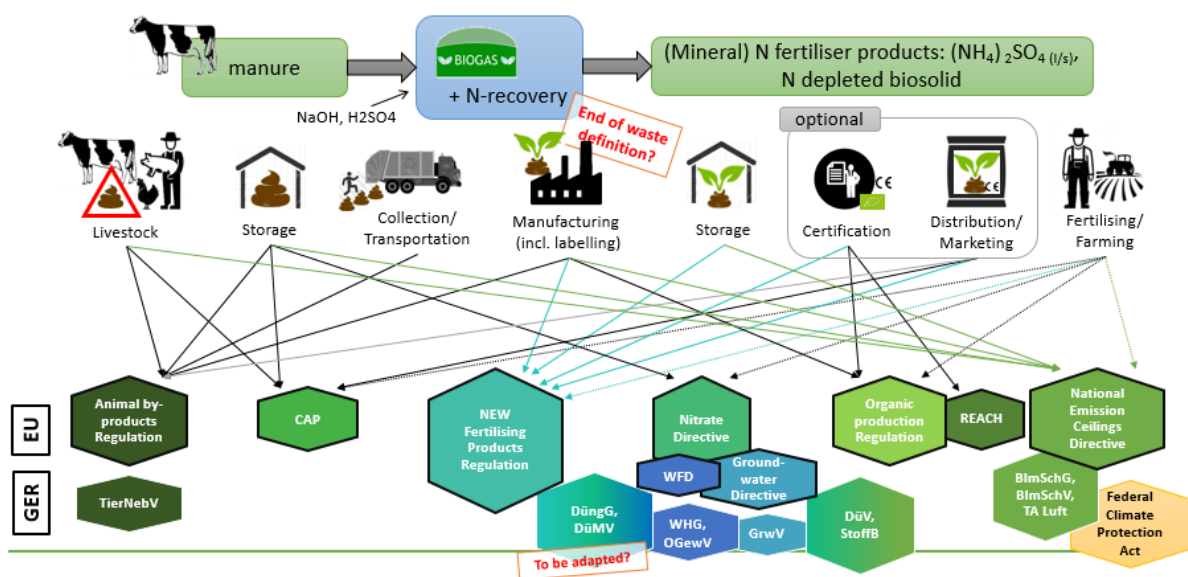 manure
BIOGAS
+ N-recovery
(Mineral) N fertiliser products: (NH4) 2SO4 (l/s),
N depleted biosolid
NaOH, H2SO4
End of waste
definition?
optional
CE
CE
Livestock
Storage
Collection/
Transportation
Manufacturing
(incl. labelling)
Storage
Certification
Distribution/
Marketing
Fertilising/
Farming
EU
Animal by-
products
Regulation
CAP
NEW
Fertilising
Products
Regulation
Nitrate
Directive
Organic
production
Regulation
REACH
National
Emission
Ceilings
Directive
WFD
Ground-
water
Directive
GER
TierNebV
DüngG,
DüMV
WHG,
OGewV
GrwV
DüV,
StoffB
BImSchG,
BImSchV,
TA Luft
Federal
Climate
Protection
Act
To be adapted?